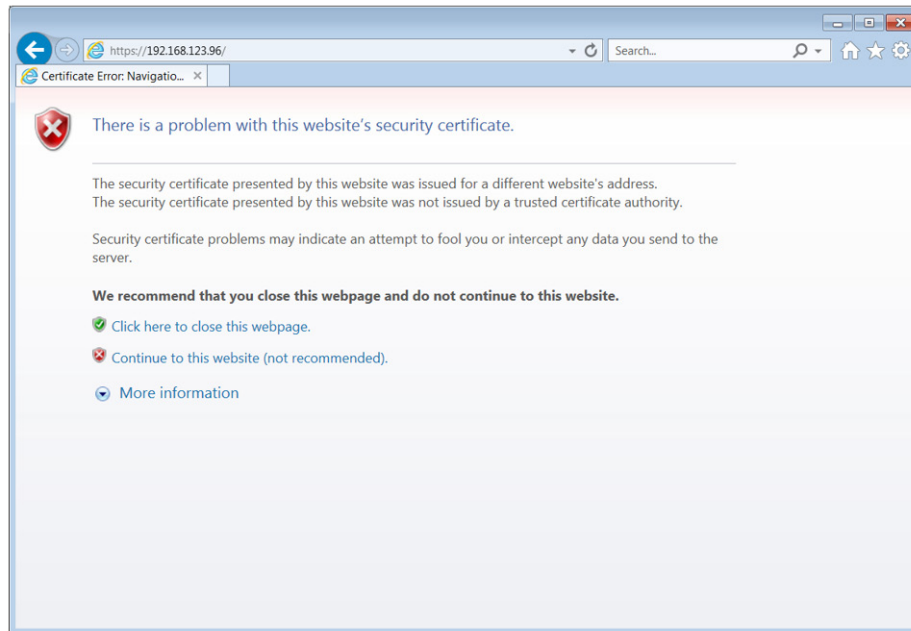 https://192.168.123.96/
Search...
Certificate Error: Navigatio...
There is a problem with this website's security certificate.
The security certificate presented by this website was issued for a different website's address.
The security certificate presented by this website was not issued by a trusted certificate authority.
Security certificate problems may indicate an attempt to fool you or intercept any data you send to the
server.
We recommend that you close this webpage and do not continue to this website.
Click here to close this webpage.
Continue to this website (not recommended).
More information